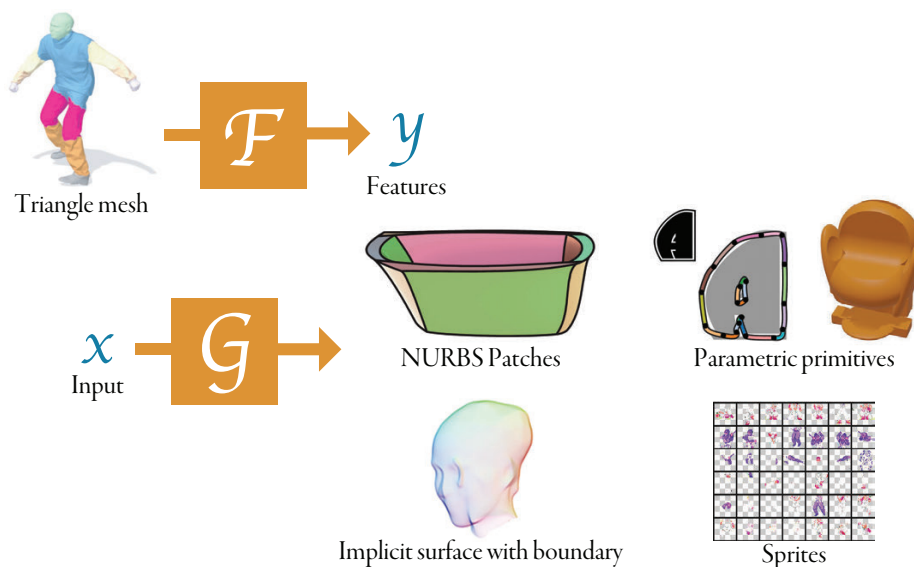 F
y
Triangle mesh
Features
x
G
Input
NURBS Patches
Parametric primitives
Implicit surface with boundary
Sprites